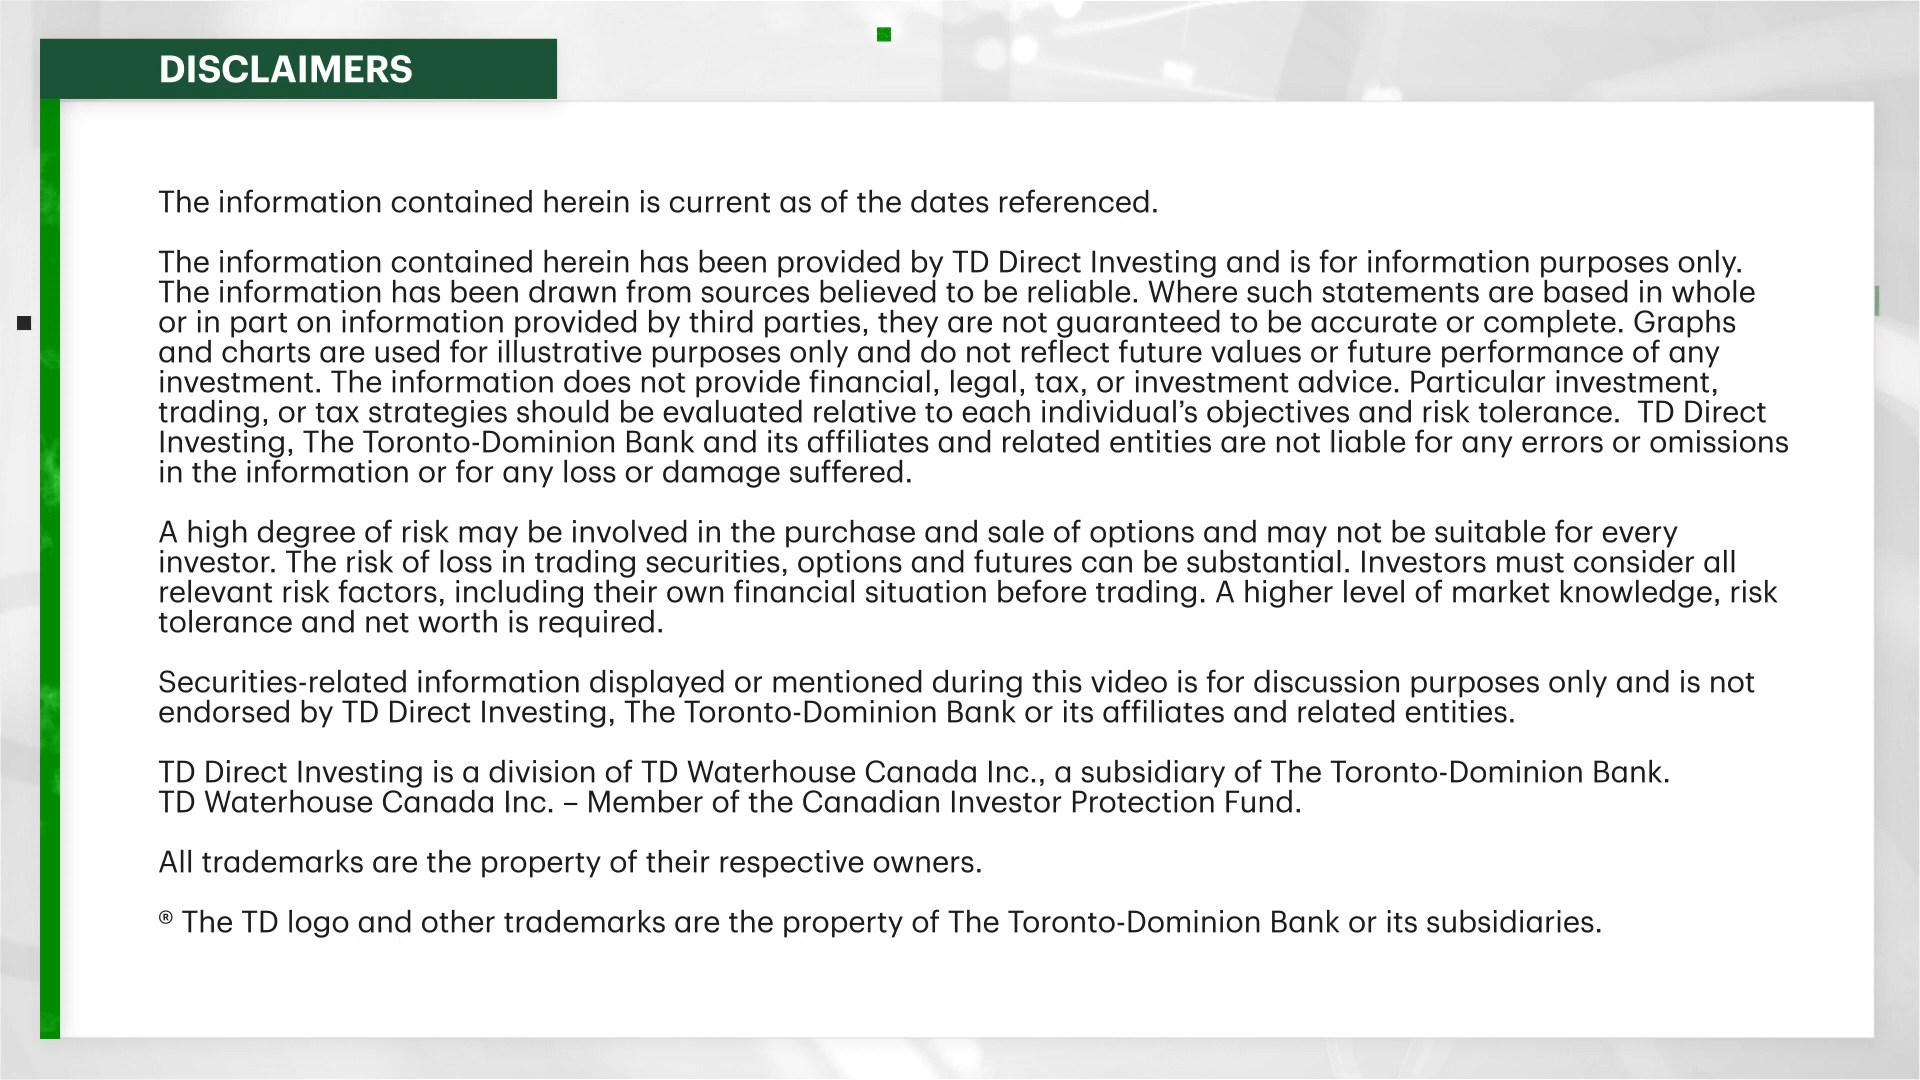 DISCLAIMERS
The information contained herein is current as of the dates referenced.
The information contained herein has been provided by TD Direct Investing and is for information purposes only.
The information has been drawn from sources believed to be reliable. Where such statements are based in whole
or in part on information provided by third parties, they are not guaranteed to be accurate or complete. Graphs
and charts are used for illustrative purposes only and do not reflect future values or future performance of any
investment. The information does not provide financial, legal, tax, or investment advice. Particular investment,
trading, or tax strategies should be evaluated relative to each individual’s objectives and risk tolerance.  TD Direct
Investing, The Toronto-Dominion Bank and its affiliates and related entities are not liable for any errors or omissions
in the information or for any loss or damage suffered.
A high degree of risk may be involved in the purchase and sale of options and may not be suitable for every
investor. The risk of loss in trading securities, options and futures can be substantial. Investors must consider all
relevant risk factors, including their own financial situation before trading. A higher level of market knowledge, risk
tolerance and net worth is required.
Securities-related information displayed or mentioned during this video is for discussion purposes only and is not
endorsed by TD Direct Investing, The Toronto-Dominion Bank or its affiliates and related entities.
TD Direct Investing is a division of TD Waterhouse Canada Inc., a subsidiary of The Toronto-Dominion Bank.
TD Waterhouse Canada Inc. – Member of the Canadian Investor Protection Fund.
All trademarks are the property of their respective owners.
® The TD logo and other trademarks are the property of The Toronto-Dominion Bank or its subsidiaries.